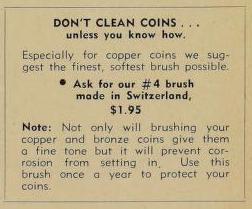 DON'T CLEAN COINS . . .
unless you know how.
Especially for copper coins we sug-
gest the finest, softest brush possible.
• Ask for our #4 brush
made in Switzerland,
$1.95
Note: Not only will brushing your
copper and bronze coins give them
a fine tone but it will prevent cor-
rosion from setting in. Use this
brush once a year to protect your
coins.